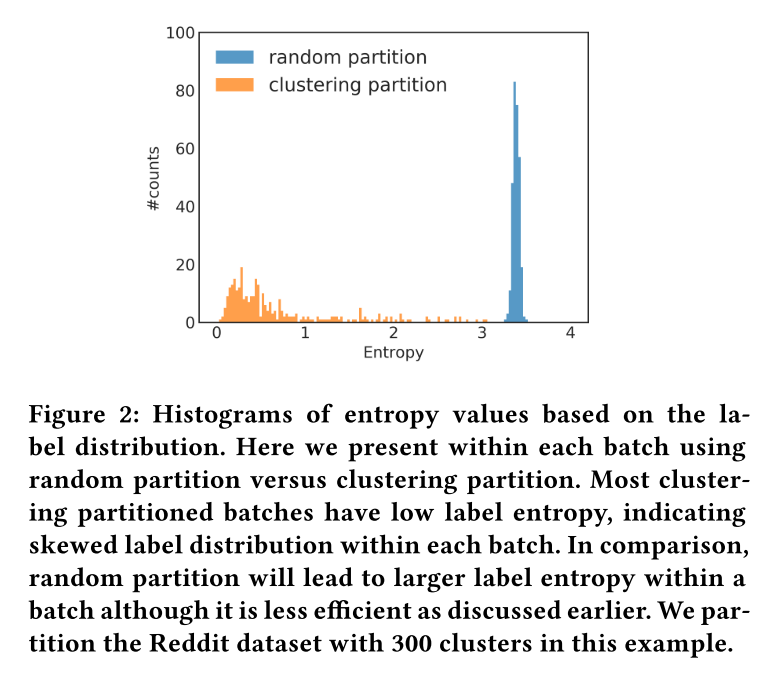 100
80
60
40
20
0
#counts
random partition
clustering partition
0 1 2 3 4
Entropy
Figure 2: Histograms of entropy values based on the la-
bel distribution. Here we present within each batch using
random partition versus clustering partition. Most cluster-
ing partitioned batches have low label entropy, indicating
skewed label distribution within each batch. In comparison,
random partition will lead to larger label entropy within a
batch although it is less efficient as discussed earlier. We par-
tition the Reddit dataset with 300 clusters in this example.